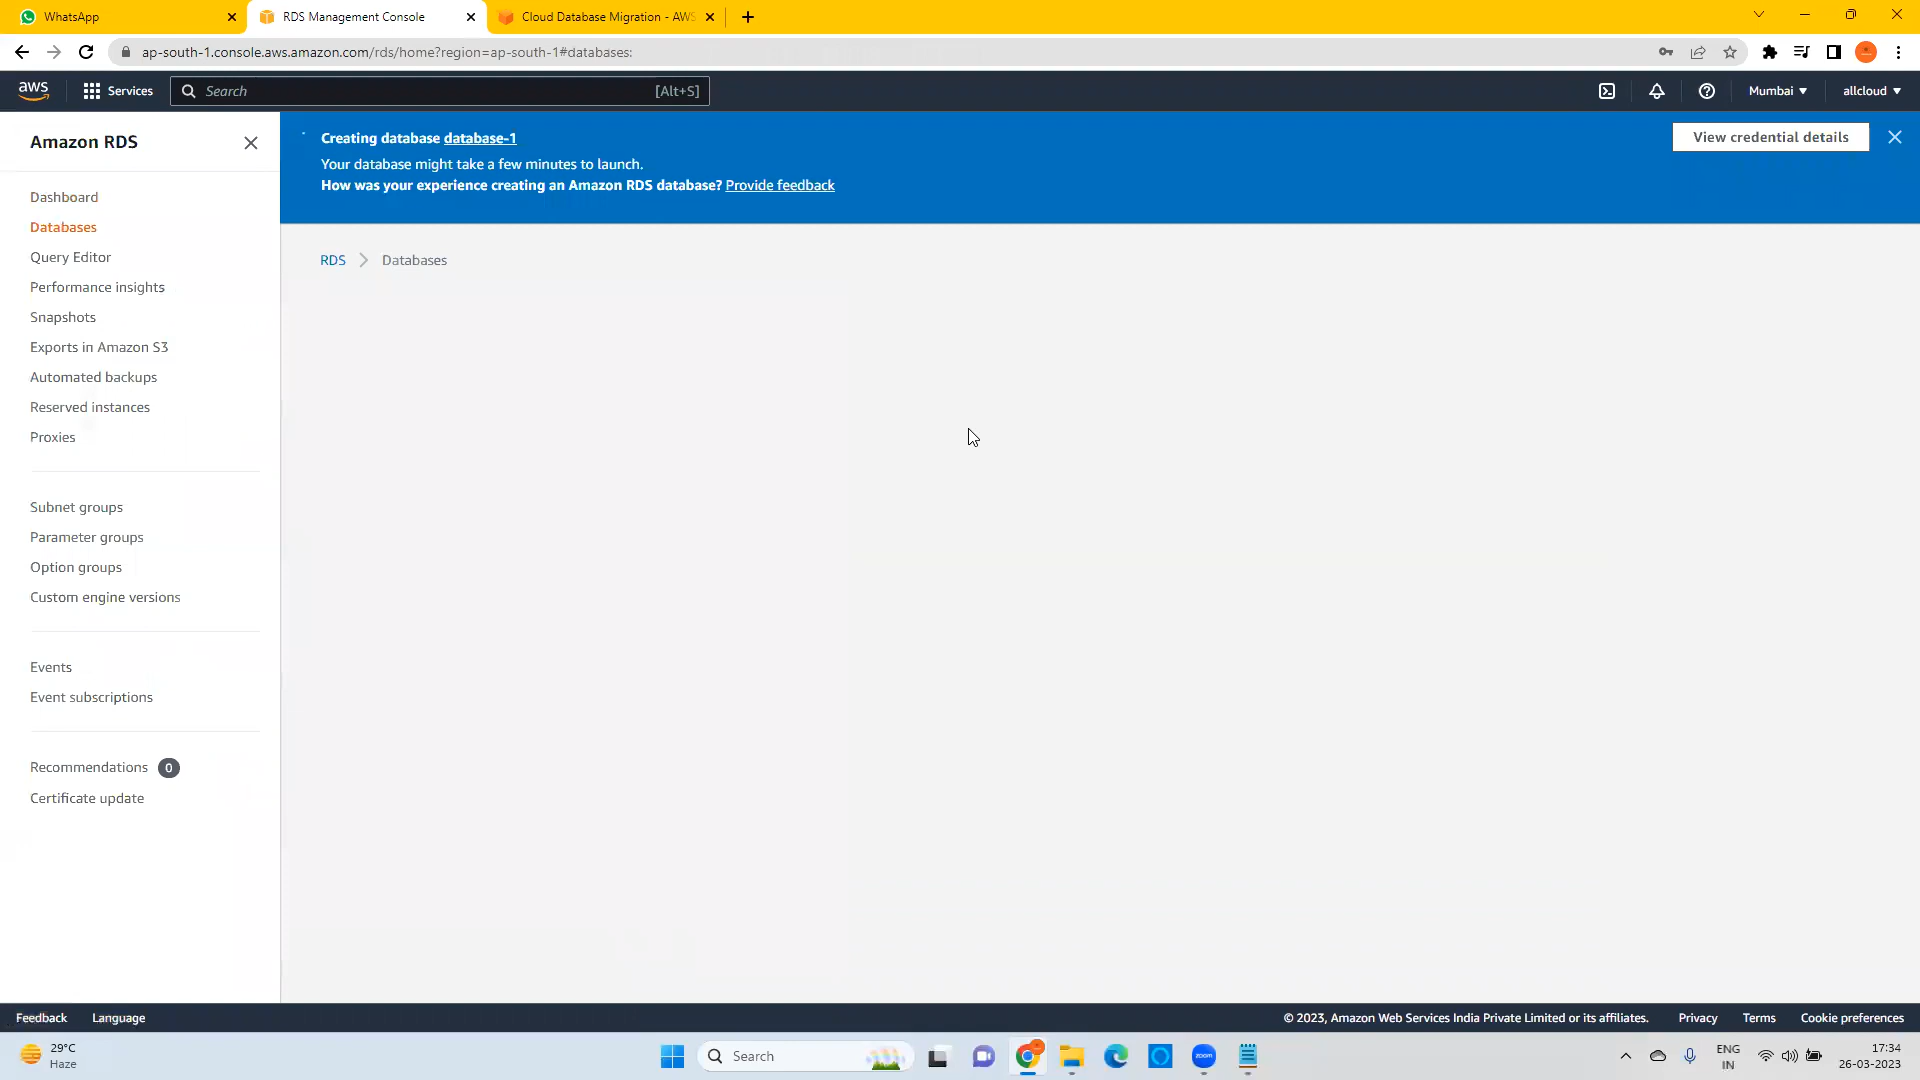 WhatsApp
RDS Management Console
Cloud Database Migration - AWS
ap-south-1.console.aws.amazon.com/rds/home?region=ap-south-1#databases:
aws
Services
Search
[Alt+S]
Mumbai
allcloud
Amazon RDS
Dashboard
Databases
Query Editor
Performance insights
Snapshots
Exports in Amazon S3
Automated backups
Reserved instances
Proxies
Subnet groups
Parameter groups
Option groups
Custom engine versions
Events
Event subscriptions
Recommendations 0
Certificate update
Creating database database-1
Your database might take a few minutes to launch.
How was your experience creating an Amazon RDS database? Provide feedback
View credential details
RDS
Databases
Feedback
Language
© 2023, Amazon Web Services India Private Limited or its affiliates.
Privacy
Terms
Cookie preferences
29°C
Haze
Search
zoom
ENG
IN
17:34
26-03-2023